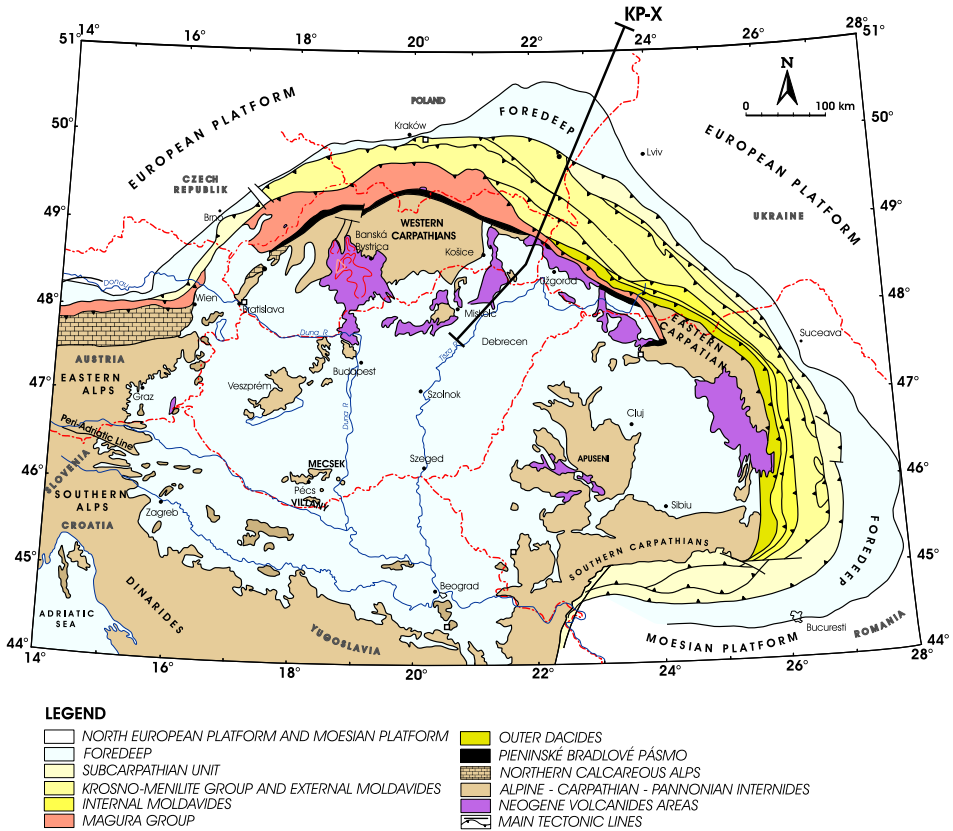 KP-X
14°
16°
18°
20°
22°
24°
26°
28°
51°
51°
N
0 100 km
POLAND
FOREDEEP
EUROPEAN PLATFORM
EUROPEAN PLATFORM
50°
50°
Kraków
Lviv
CZECH
REPUBLIK
UKRAINE
Brno
49°
49°
WESTERN
CARPATHIANS
Banská
Bystrica
Košice
Užgorod
Donau
Wien
Bratislava
48°
48°
Miskolc
Duna R.
Tisza R.
Debrecen
Suceava
EASTERN
CARPATIAN
AUSTRIA
EASTERN
ALPS
Budapest
47°
47°
Graz
Veszprém
Szolnok
Duna R.
Cluj
Peri-Adriatic Line
46°
46°
SLOVENIA
MECSEK
Szeged
APUSENI
Pécs
VILLÁNY
SOUTHERN
ALPS
Zagreb
Sibiu
CROATIA
SOUTHERN CARPATHIANS
FOREDEEP
45°
45°
DINARIDES
Beograd
ADRIATIC
SEA
YUGOSLAVIA
MOESIAN PLATFORM
Bucuresti
ROMANIA
44°
44°
14°
16°
18°
20°
22°
24°
26°
28°
LEGEND
NORTH EUROPEAN PLATFORM AND MOESIAN PLATFORM
FOREDEEP
SUBCARPATHIAN UNIT
KROSNO-MENILITE GROUP AND EXTERNAL MOLDAVIDES
INTERNAL MOLDAVIDES
MAGURA GROUP
OUTER DACIDES
PIENINSKÉ BRADLOVÉ PÁSMO
NORTHERN CALCAREOUS ALPS
ALPINE - CARPATHIAN - PANNONIAN INTERNIDES
NEOGENE VOLCANIDES AREAS
MAIN TECTONIC LINES